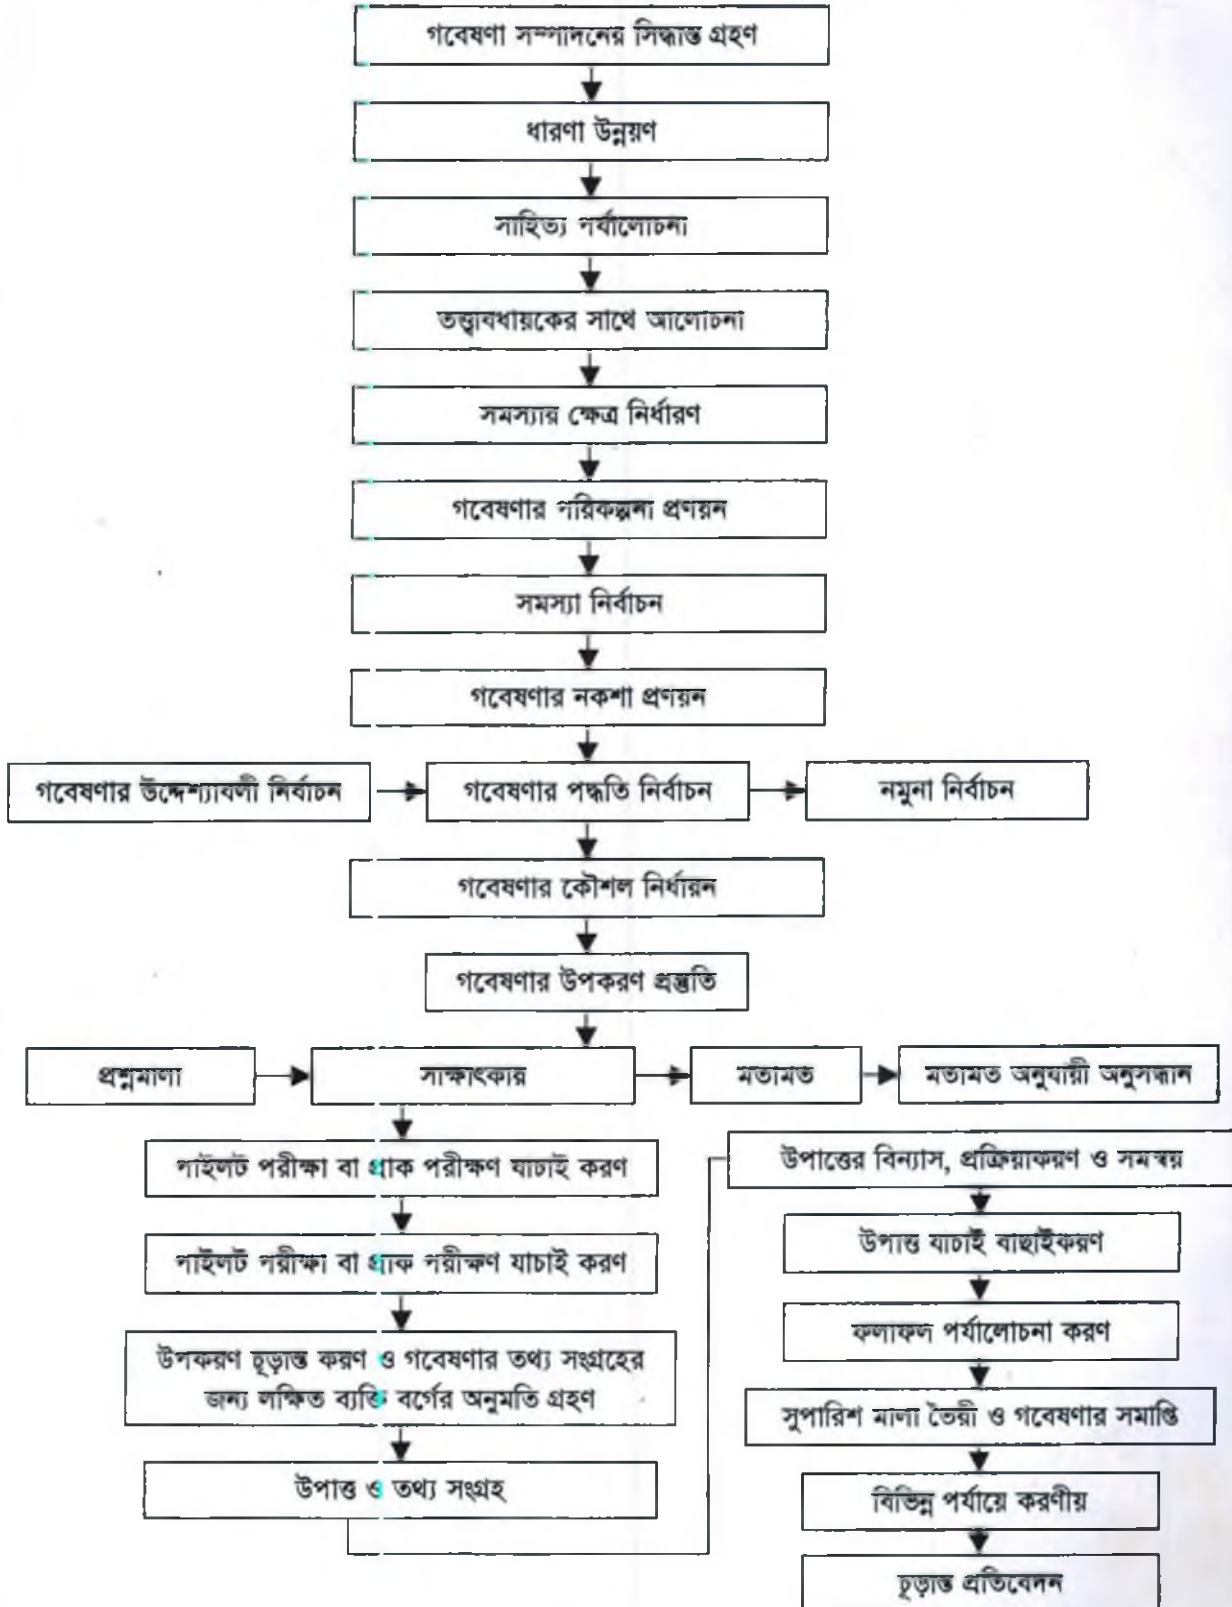 গবেষণা সম্পাদনের সিদ্ধান্ত গ্রহণ
ধারণা উন্নয়ণ
সাহিত্য পর্যালোচনা
তত্ত্বাবধায়কের সাথে আলোচনা
সমস্যার ক্ষেত্র নির্ধারণ
গবেষণার পরিকল্পনা প্রণয়ন
সমস্যা নির্বাচন
গবেষণার নকশা প্রণয়ন
গবেষণার উদ্দেশ্যাবলী নির্বাচন
গবেষণার পদ্ধতি নির্বাচন
নমুনা নির্বাচন
গবেষণার কৌশল নির্ধারন
গবেষণার উপকরণ প্রস্তুতি
প্রশ্নমালা
সাক্ষাৎকার
মতামত
মতামত অনুযায়ী অনুসন্ধান
পাইলট পরীক্ষা বা প্রাক পরীক্ষণ যাচাই করণ
পাইলট পরীক্ষা বা প্রাক পরীক্ষণ যাচাই করণ
উপকরণ চূড়ান্ত করণ ও গবেষণার তথ্য সংগ্রহের
জন্য লক্ষিত ব্যক্তি বর্গের অনুমতি গ্রহণ
উপাত্ত ও তথ্য সংগ্রহ
উপাত্তের বিন্যাস, প্রক্রিয়াকরণ ও সমন্বয়
উপাত্ত যাচাই বাছাইকরণ
ফলাফল পর্যালোচনা করণ
সুপারিশ মালা তৈরী ও গবেষণার সমাপ্তি
বিভিন্ন পর্যায়ে করণীয়
চূড়ান্ত প্রতিবেদন